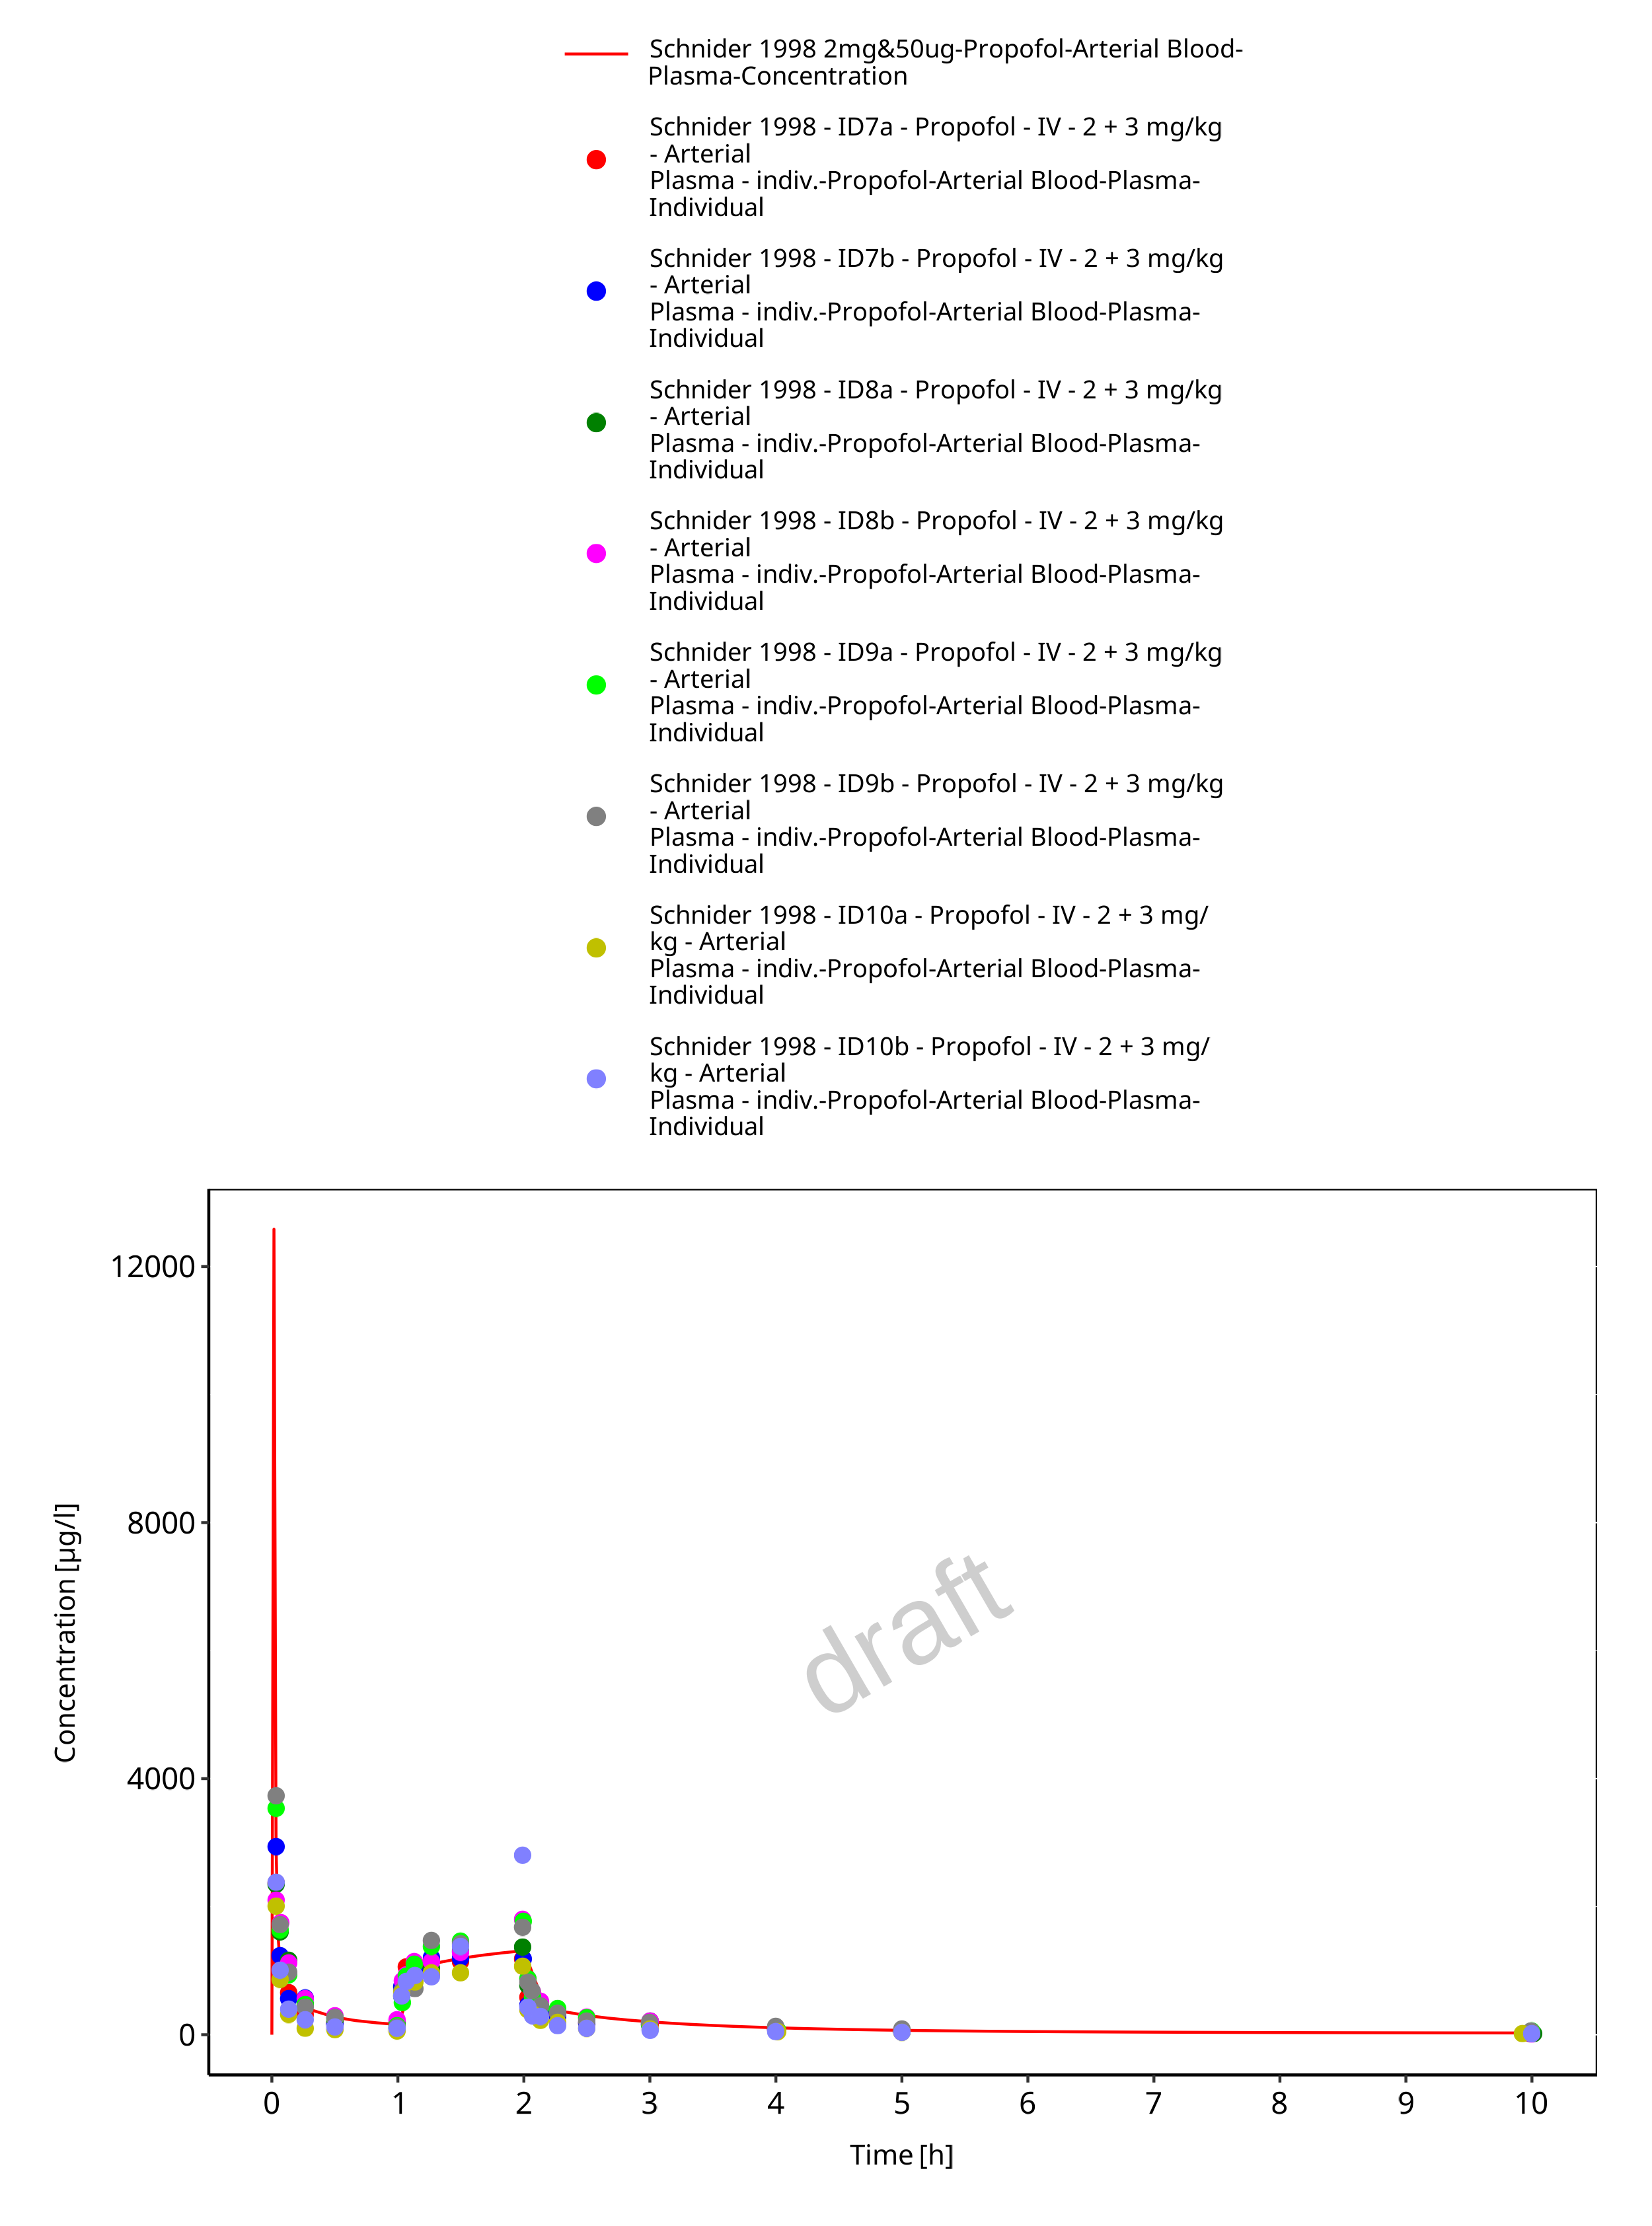 Schnider 1998 2mg&50ug-Propofol-Arterial Blood-
Plasma-Concentration
Schnider 1998 - ID7a - Propofol - IV - 2 + 3 mg/kg
- Arterial
Plasma - indiv.-Propofol-Arterial Blood-Plasma-
Individual
Schnider 1998 - ID7b - Propofol - IV - 2 + 3 mg/kg
- Arterial
Plasma - indiv.-Propofol-Arterial Blood-Plasma-
Individual
Schnider 1998 - ID8a - Propofol - IV - 2 + 3 mg/kg
- Arterial
Plasma - indiv.-Propofol-Arterial Blood-Plasma-
Individual
Schnider 1998 - ID8b - Propofol - IV - 2 + 3 mg/kg
- Arterial
Plasma - indiv.-Propofol-Arterial Blood-Plasma-
Individual
Schnider 1998 - ID9a - Propofol - IV - 2 + 3 mg/kg
- Arterial
Plasma - indiv.-Propofol-Arterial Blood-Plasma-
Individual
Schnider 1998 - ID9b - Propofol - IV - 2 + 3 mg/kg
- Arterial
Plasma - indiv.-Propofol-Arterial Blood-Plasma-
Individual
Schnider 1998 - ID10a - Propofol - IV - 2 + 3 mg/
kg - Arterial
Plasma - indiv.-Propofol-Arterial Blood-Plasma-
Individual
Schnider 1998 - ID10b - Propofol - IV - 2 + 3 mg/
kg - Arterial
Plasma - indiv.-Propofol-Arterial Blood-Plasma-
Individual
12000
8000
4000
0
Concentration [µg/l]
draft
0 1 2 3 4 5 6 7 8 9 10
Time [h]